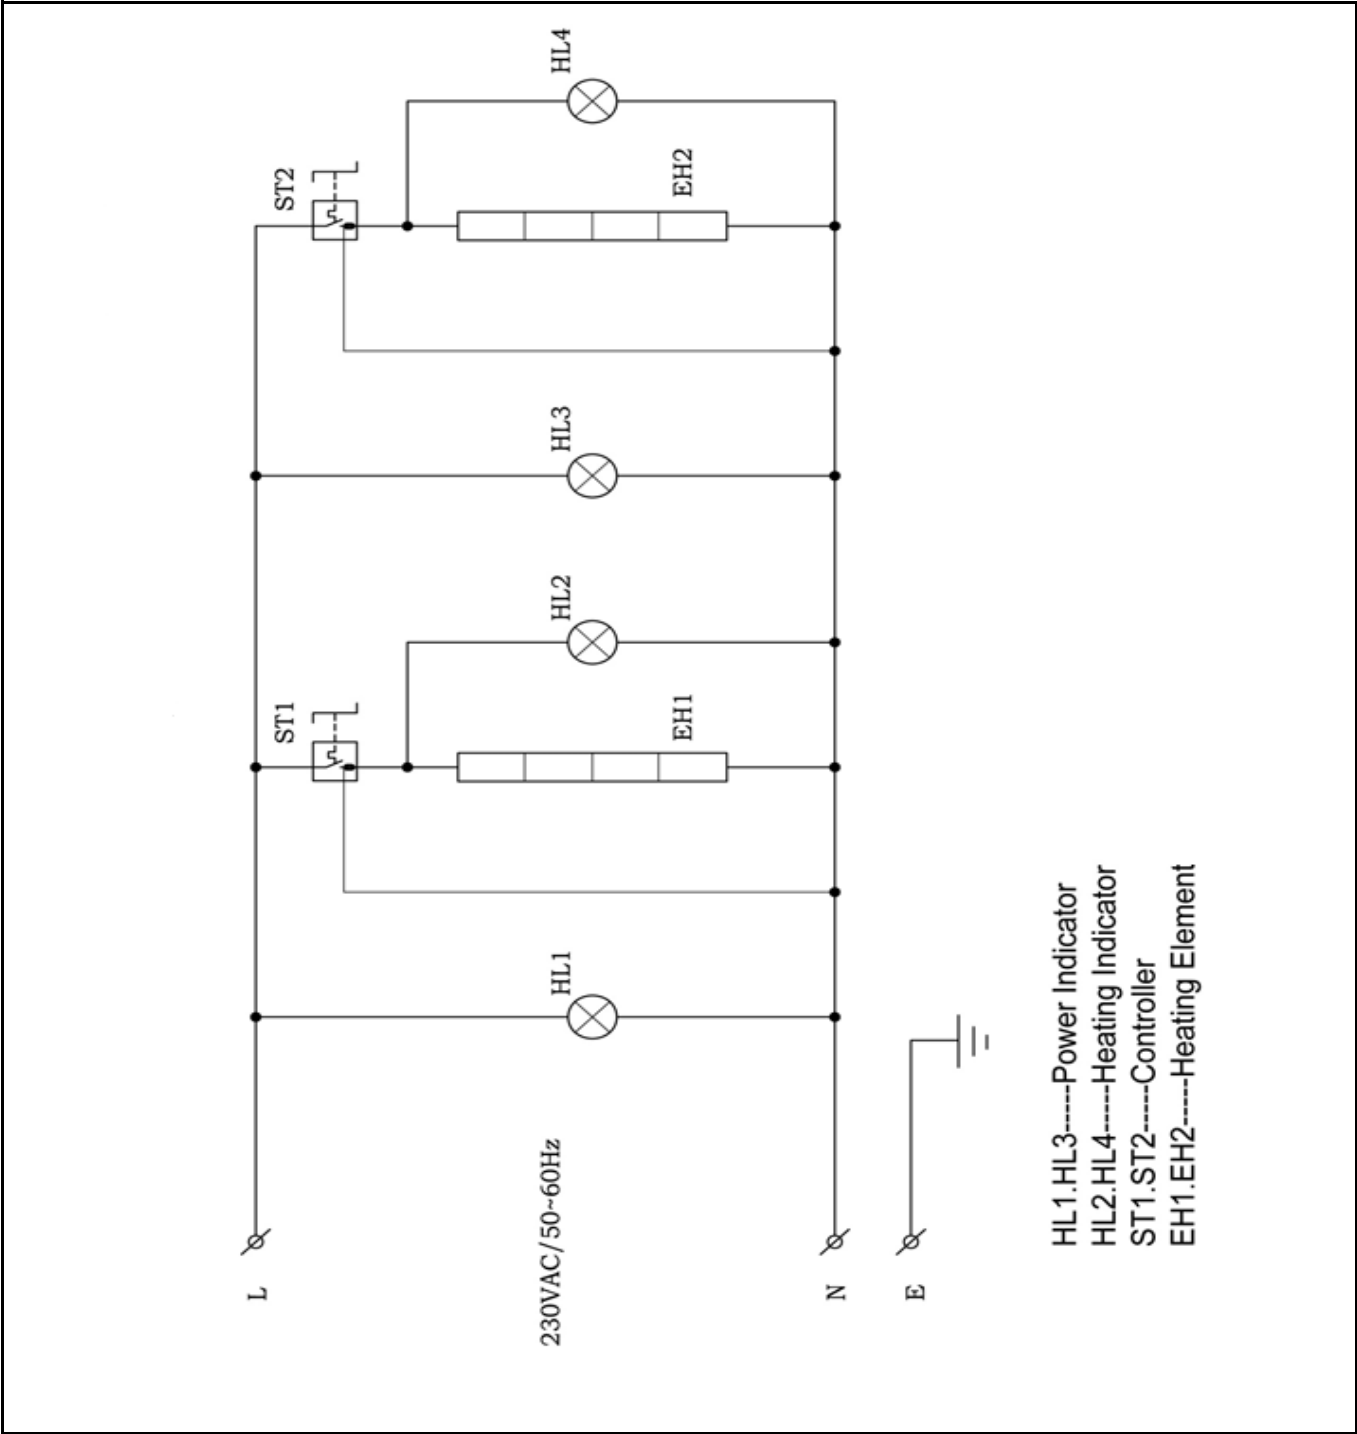 L
N
E
230VAC/50~60Hz
HL1
ST1
EH1
HL2
HL3
ST2
EH2
HL4
HL1.HL3-----Power Indicator
HL2.HL4-----Heating Indicator
ST1.ST2-----Controller
EH1.EH2-----Heating Element